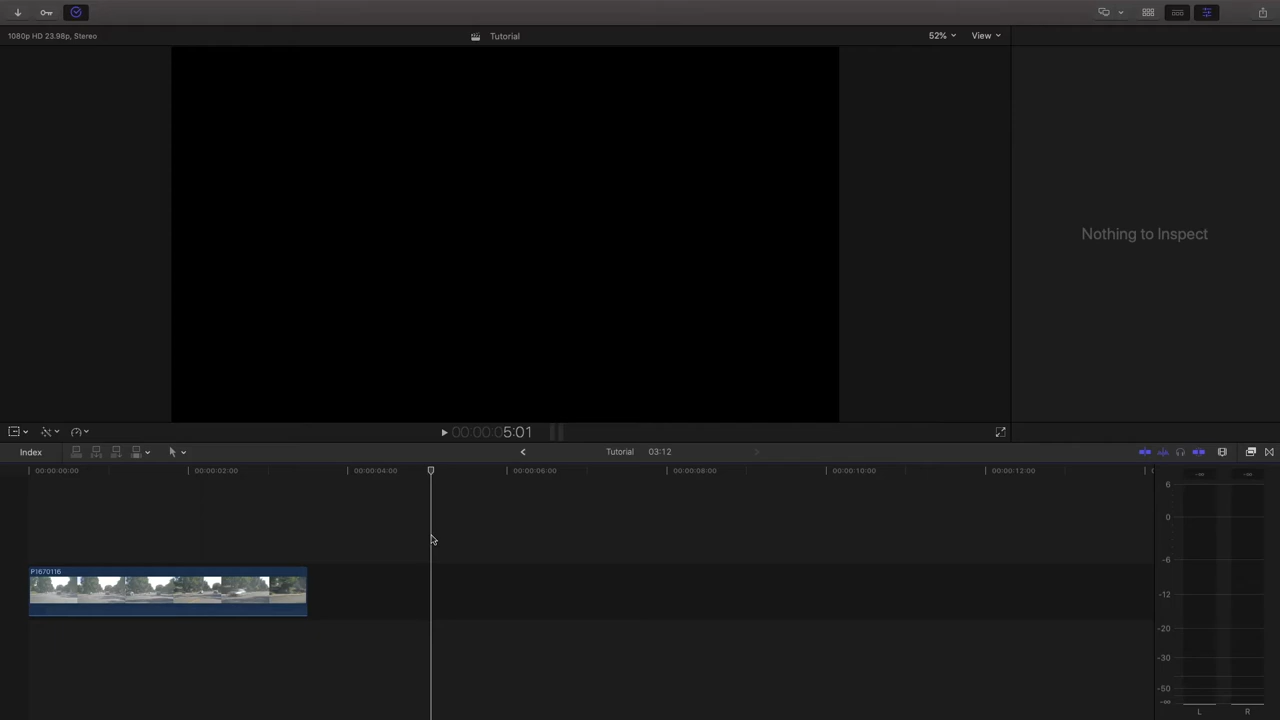 1080p HD 23.98p, Stereo
Tutorial
52%
View
Nothing to Inspect
00:00:05:01
Index
Tutorial
03:12
00:00:00:00
00:00:02:00
00:00:04:00
00:00:06:00
00:00:08:00
00:00:10:00
00:00:12:00
P1670116
-∞
-∞
6
0
-6
-12
-20
-30
-50
-∞
L
R